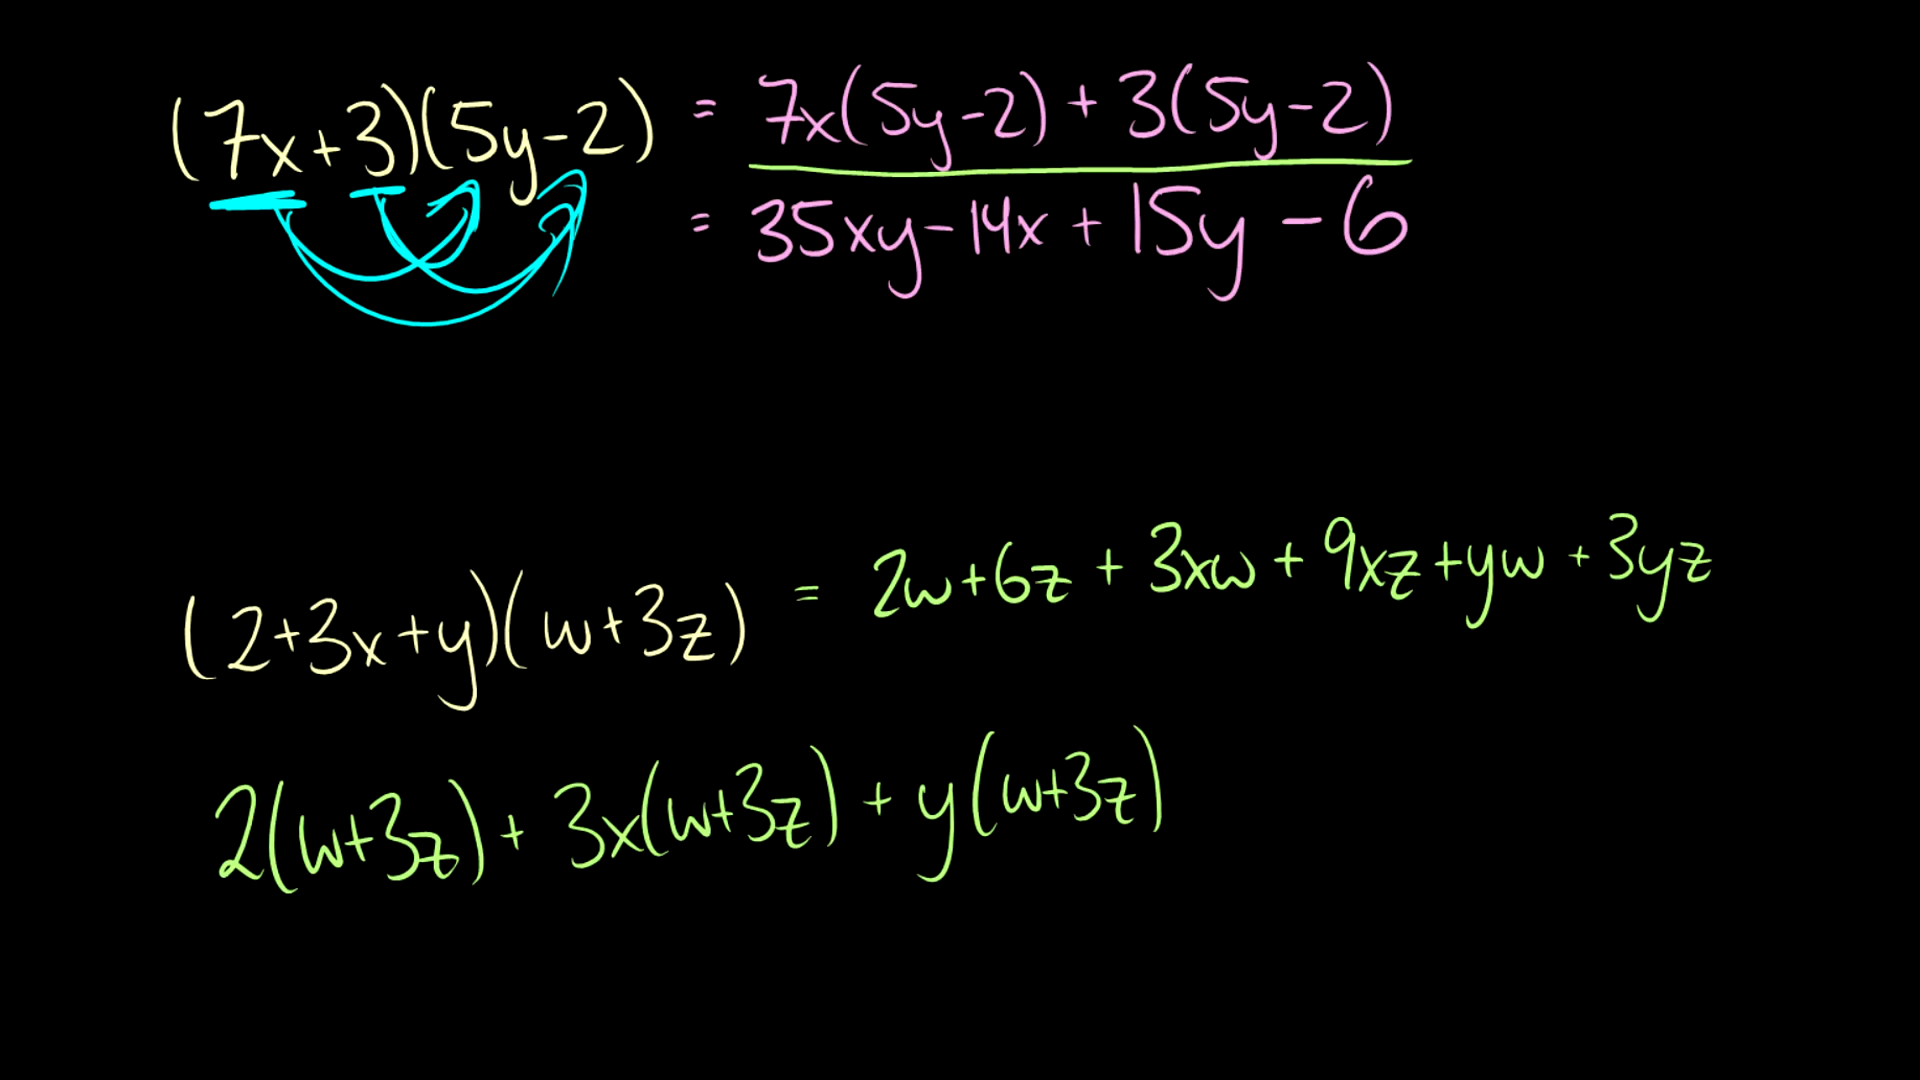 (7x+3)(5y-2) = 7x(5y-2) + 3(5y-2)
= 35xy-14x + 15y - 6
(2+3x+y)(w+3z) = 2w+6z + 3xw + 9xz + yw + 3yz
2(w+3z) + 3x(w+3z) + y(w+3z)